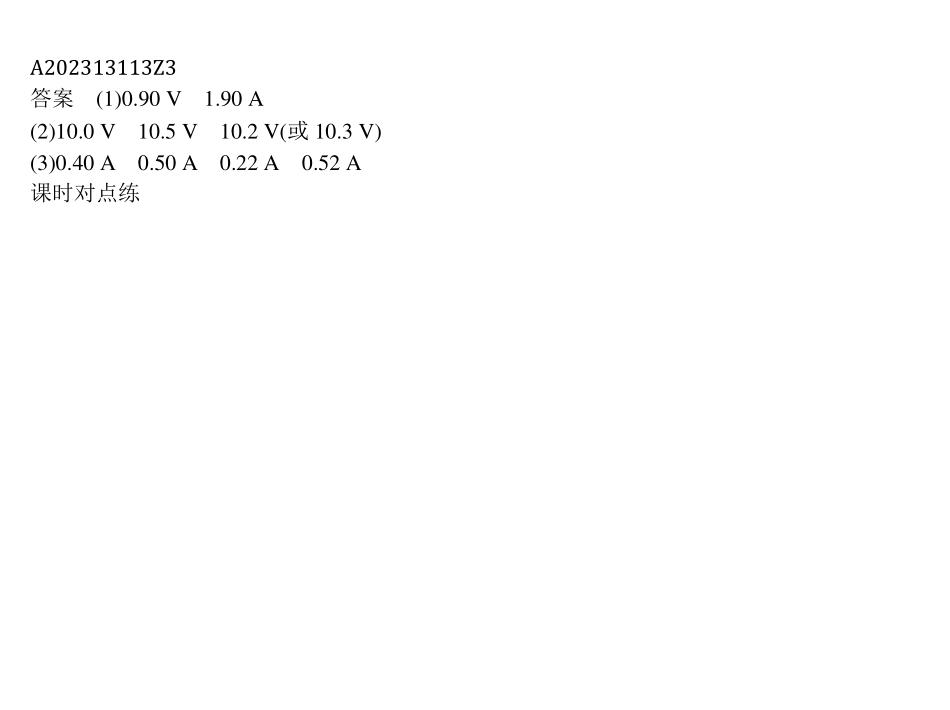 A202313113Z3
答案　(1)0.90 V　1.90 A
(2)10.0 V　10.5 V　10.2 V(或 10.3 V)
(3)0.40 A　0.50 A　0.22 A　0.52 A
课时对点练